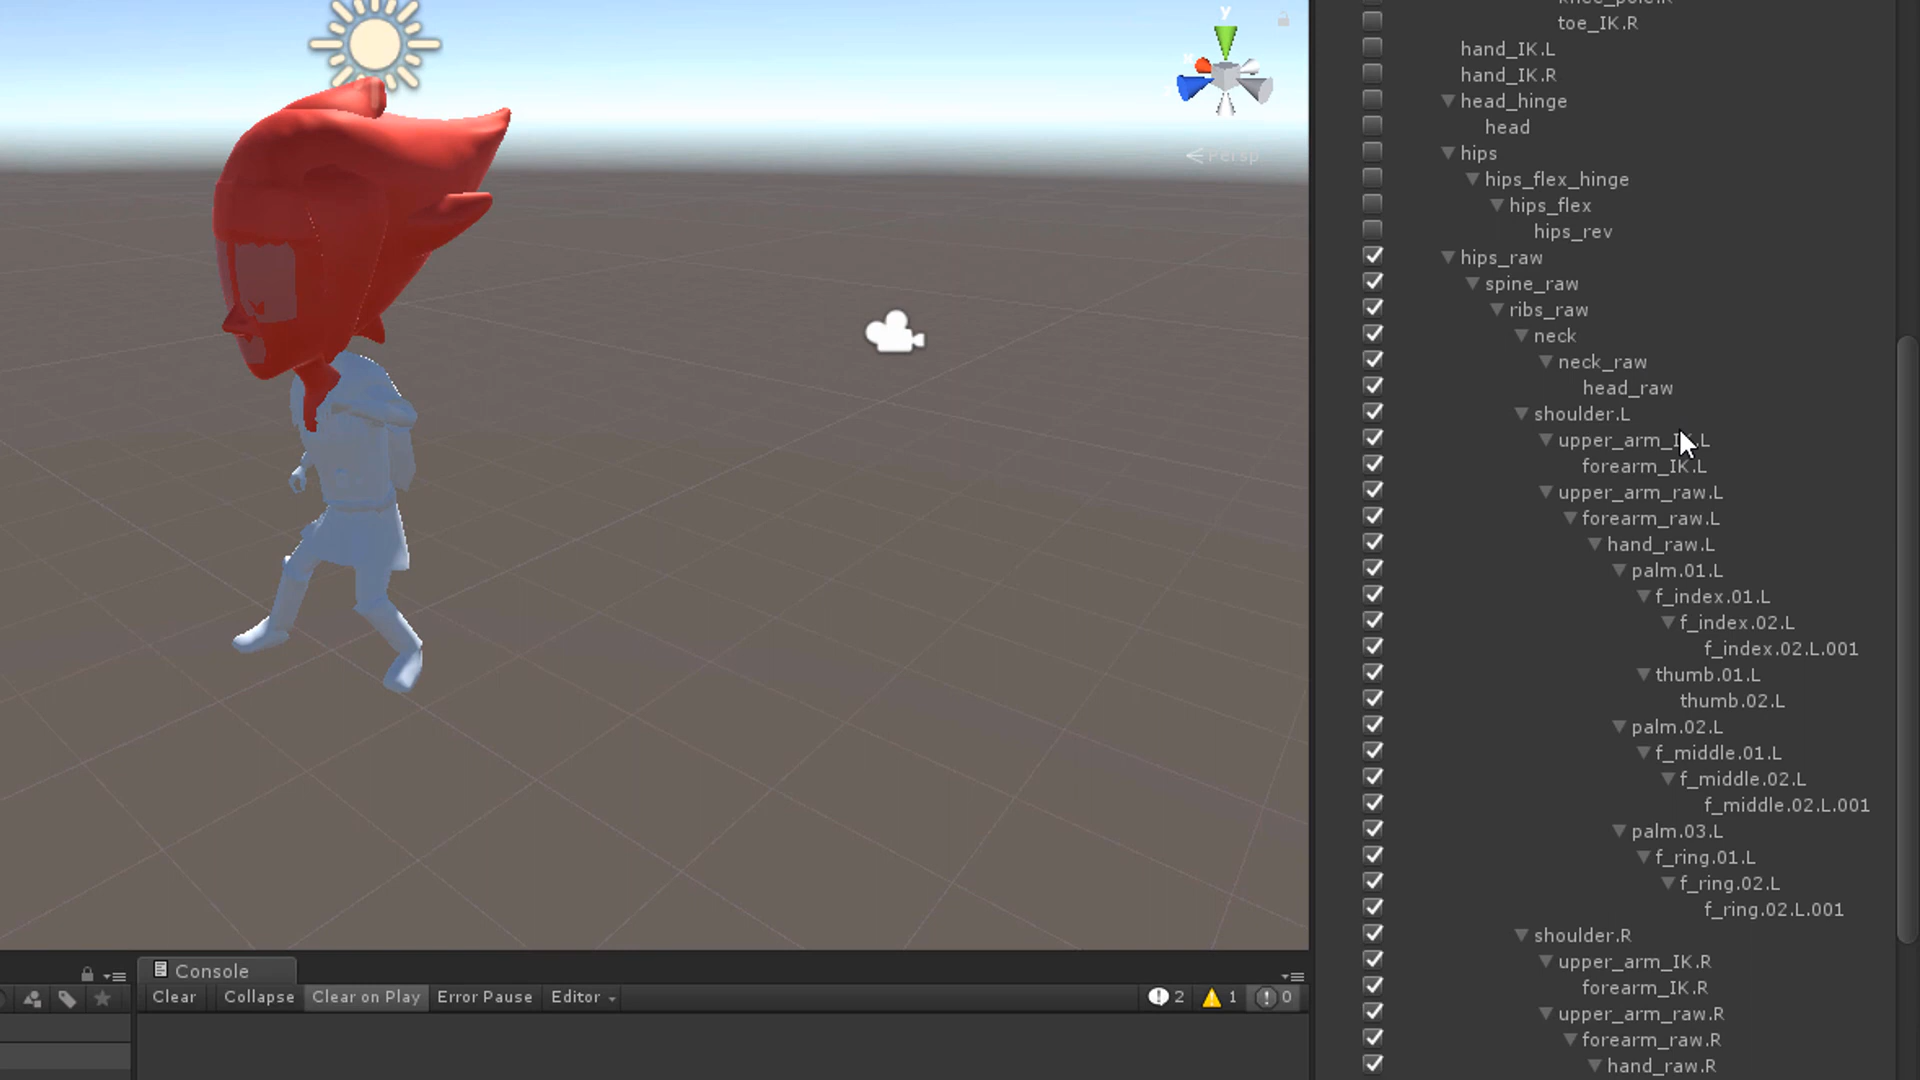 y
x
Persp
knee_pole.R
toe_IK.R
hand_IK.L
hand_IK.R
head_hinge
head
hips
hips_flex_hinge
hips_flex
hips_rev
hips_raw
spine_raw
ribs_raw
neck
neck_raw
head_raw
shoulder.L
upper_arm_IK.L
forearm_IK.L
upper_arm_raw.L
forearm_raw.L
hand_raw.L
palm.01.L
f_index.01.L
f_index.02.L
f_index.02.L.001
thumb.01.L
thumb.02.L
palm.02.L
f_middle.01.L
f_middle.02.L
f_middle.02.L.001
palm.03.L
f_ring.01.L
f_ring.02.L
f_ring.02.L.001
shoulder.R
upper_arm_IK.R
forearm_IK.R
upper_arm_raw.R
forearm_raw.R
hand_raw.R
Console
Clear Collapse Clear on Play Error Pause Editor 2 1 0